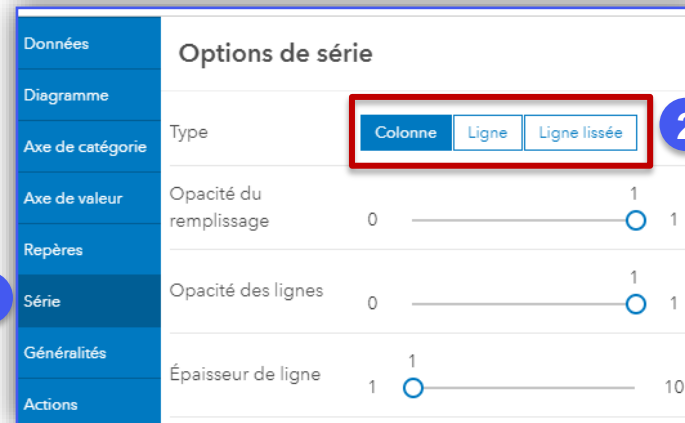 Données
Diagramme
Axe de catégorie
Axe de valeur
Repères
Série
Généralités
Actions
Options de série
Type
Colonne Ligne Ligne lissée
2
Opacité du
remplissage
1
0 1
Opacité des lignes
1
0 1
Épaisseur de ligne
1
1 10